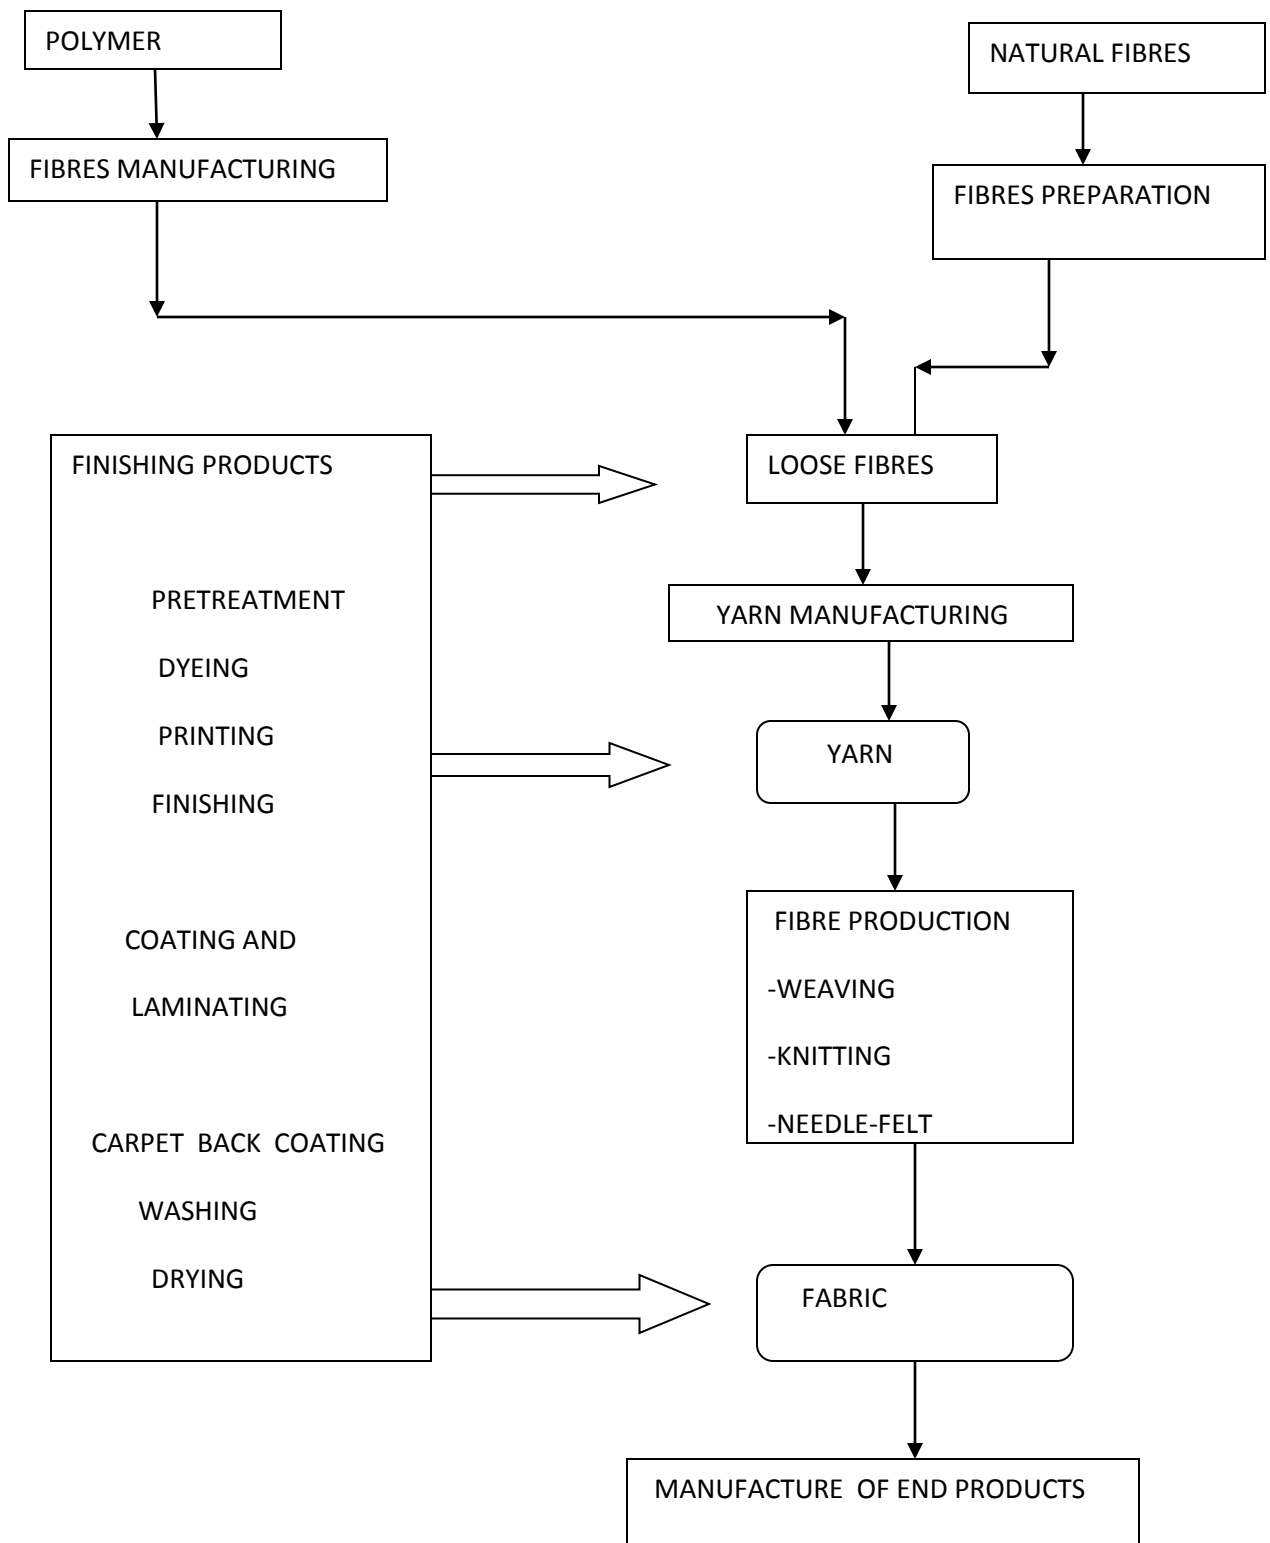 POLYMER
NATURAL FIBRES
FIBRES MANUFACTURING
FIBRES PREPARATION
FINISHING PRODUCTS
PRETREATMENT
DYEING
PRINTING
FINISHING
COATING AND
LAMINATING
CARPET BACK COATING
WASHING
DRYING
LOOSE FIBRES
YARN MANUFACTURING
YARN
FIBRE PRODUCTION
-WEAVING
-KNITTING
-NEEDLE-FELT
FABRIC
MANUFACTURE OF END PRODUCTS